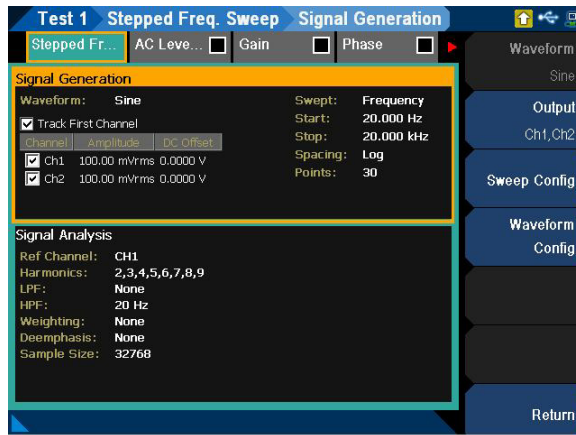 Test 1 Stepped Freq. Sweep Signal Generation
Stepped Fr... AC Leve... Gain Phase
Waveform
Sine
Output
Ch1,Ch2
Sweep Config
Waveform
Config
Return
Signal Generation
Waveform: Sine
Track First Channel
Channel Amplitude DC Offset
Ch1 100.00 mVrms 0.0000 V
Ch2 100.00 mVrms 0.0000 V
Swept: Frequency
Start: 20.000 Hz
Stop: 20.000 kHz
Spacing: Log
Points: 30
Signal Analysis
Ref Channel: CH1
Harmonics: 2,3,4,5,6,7,8,9
LPF: None
HPF: 20 Hz
Weighting: None
Deemphasis: None
Sample Size: 32768